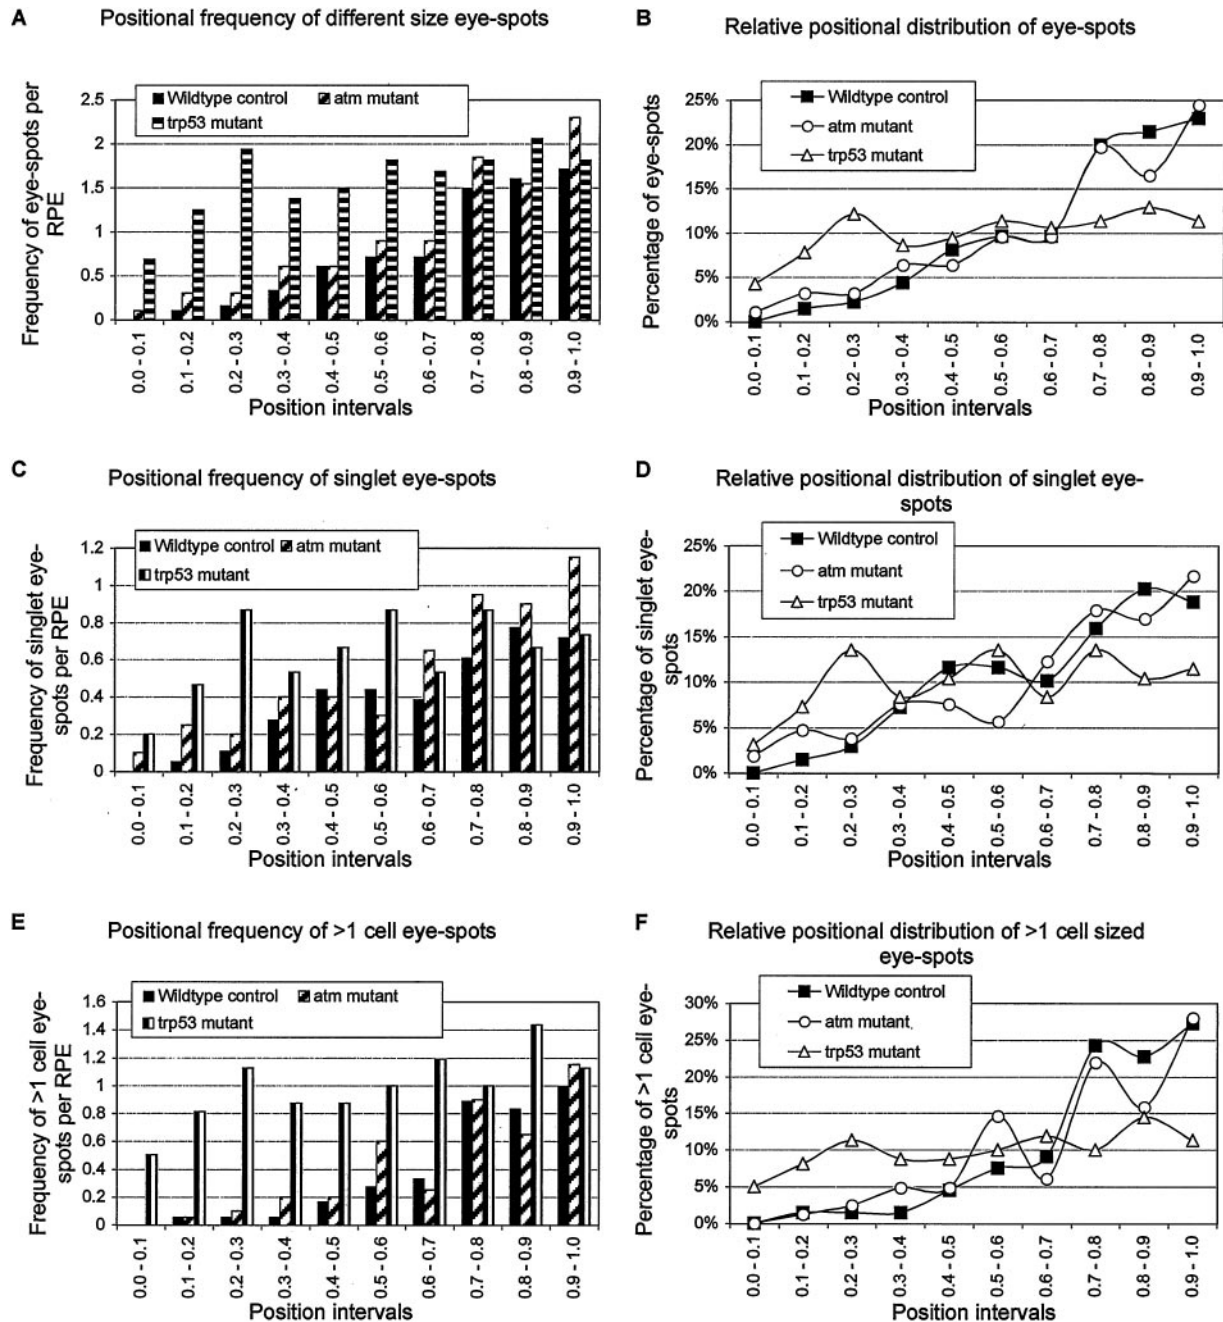 A
Positional frequency of different size eye-spots
Wildtype control
atm mutant
trp53 mutant
Frequency of eye-spots per
RPE
2.5
2
1.5
1
0.5
0
0.0 - 0.1
0.1 - 0.2
0.2 - 0.3
0.3 - 0.4
0.4 - 0.5
0.5 - 0.6
0.6 - 0.7
0.7 - 0.8
0.8 - 0.9
0.9 - 1.0
Position intervals
B
Relative positional distribution of eye-spots
Wildtype control
atm mutant
trp53 mutant
Percentage of eye-spots
25%
20%
15%
10%
5%
0%
0.0 - 0.1
0.1 - 0.2
0.2 - 0.3
0.3 - 0.4
0.4 - 0.5
0.5 - 0.6
0.6 - 0.7
0.7 - 0.8
0.8 - 0.9
0.9 - 1.0
Position intervals
C
Positional frequency of singlet eye-spots
Wildtype control
atm mutant
trp53 mutant
Frequency of singlet eye-
spots per RPE
1.2
1
0.8
0.6
0.4
0.2
0
0.0 - 0.1
0.1 - 0.2
0.2 - 0.3
0.3 - 0.4
0.4 - 0.5
0.5 - 0.6
0.6 - 0.7
0.7 - 0.8
0.8 - 0.9
0.9 - 1.0
Position intervals
D
Relative positional distribution of singlet eye-
spots
Wildtype control
atm mutant
trp53 mutant
Percentage of singlet eye-
spots
25%
20%
15%
10%
5%
0%
0.0 - 0.1
0.1 - 0.2
0.2 - 0.3
0.3 - 0.4
0.4 - 0.5
0.5 - 0.6
0.6 - 0.7
0.7 - 0.8
0.8 - 0.9
0.9 - 1.0
Position intervals
E
Positional frequency of >1 cell eye-spots
Wildtype control
atm mutant
trp53 mutant
Frequency of >1 cell eye-
spots per RPE
1.6
1.4
1.2
1
0.8
0.6
0.4
0.2
0
0.0 - 0.1
0.1 - 0.2
0.2 - 0.3
0.3 - 0.4
0.4 - 0.5
0.5 - 0.6
0.6 - 0.7
0.7 - 0.8
0.8 - 0.9
0.9 - 1.0
Position intervals
F
Relative positional distribution of >1 cell sized
eye-spots
Wildtype control
atm mutant
trp53 mutant
Percentage of >1 cell eye-
spots
30%
25%
20%
15%
10%
5%
0%
0.0 - 0.1
0.1 - 0.2
0.2 - 0.3
0.3 - 0.4
0.4 - 0.5
0.5 - 0.6
0.6 - 0.7
0.7 - 0.8
0.8 - 0.9
0.9 - 1.0
Position intervals